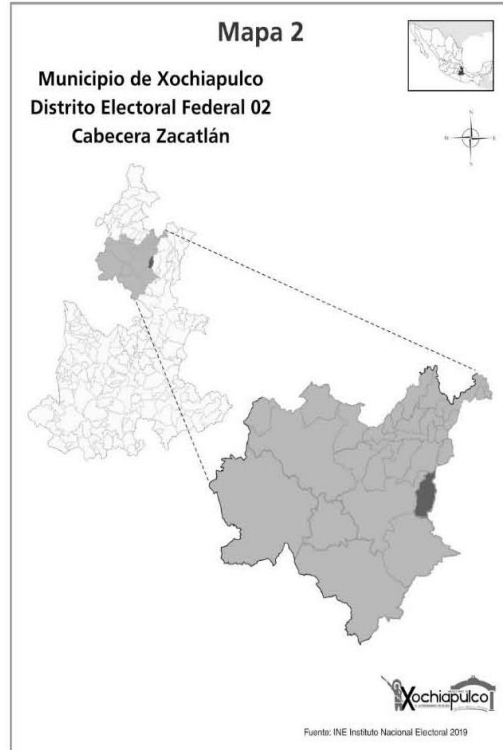 Mapa 2
Municipio de Xochiapulco
Distrito Electoral Federal 02
Cabecera Zacatlán
N
E
Xochiapulco
Fuente: INE Instituto Nacional Electoral 2019